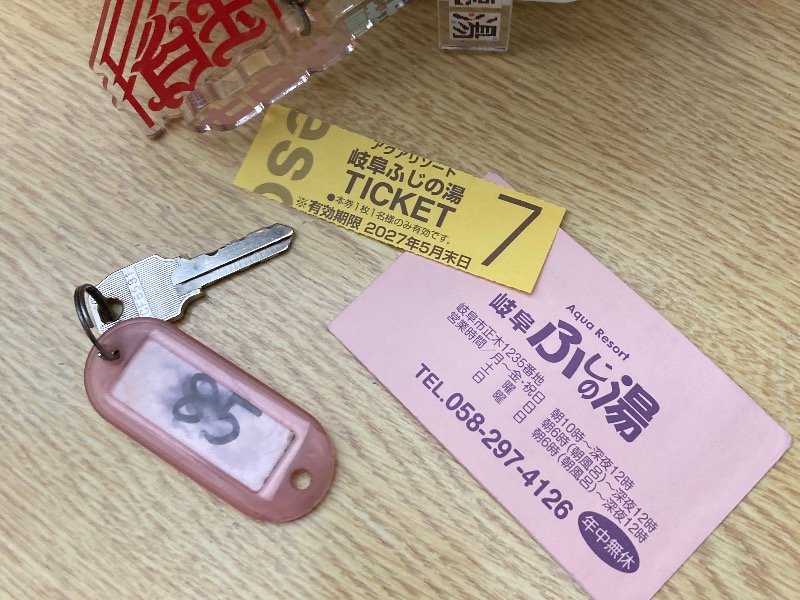 湯
アクアリゾート
岐阜ふじの湯
TICKET
●本券1枚1名様のみ有効です。
※有効期限 2027年5月末日
7
Aqua Resort
岐阜ふじの湯
岐阜市正木1235番地
営業時間／月～金・祝日 朝10時～深夜12時
土曜日 朝6時(朝風呂)～深夜12時
日曜日 朝6時(朝風呂)～深夜12時
TEL.058-297-4126
年中無休